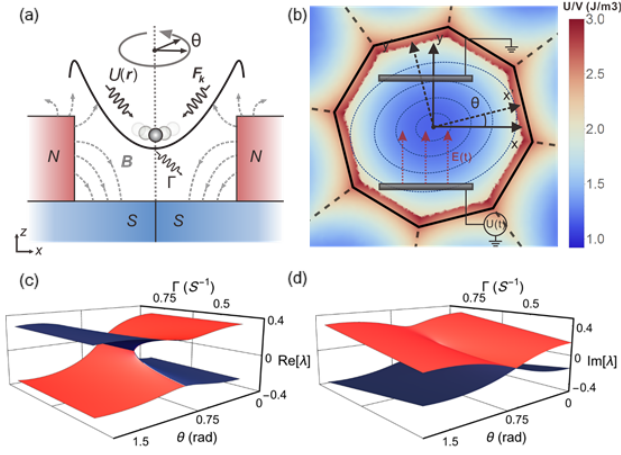 (a)
θ
U(r)
F_k
N
B
Γ
N
S
S
z
x
(b)
U/V (J/m3)
3.0
2.5
2.0
1.5
1.0
y'
y
x'
θ
x
E(t)
U(t)
(c)
Γ (S⁻¹)
0.75
0.5
0.4
0
-0.4
Re[λ]
0
0.75
1.5
θ (rad)
(d)
Γ (S⁻¹)
0.75
0.5
0.4
0
-0.4
Im[λ]
0
0.75
1.5
θ (rad)